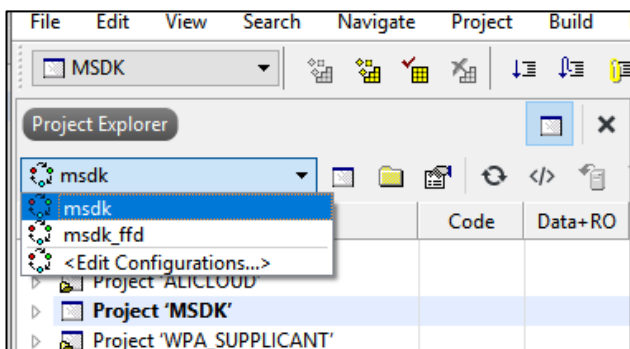 File Edit View Search Navigate Project Build
MSDK
Project Explorer
msdk
msdk Code Data+RO
msdk_ffd
<Edit Configurations...>
Project 'ALICLOUD'
Project 'MSDK'
Project 'WPA_SUPPLICANT'